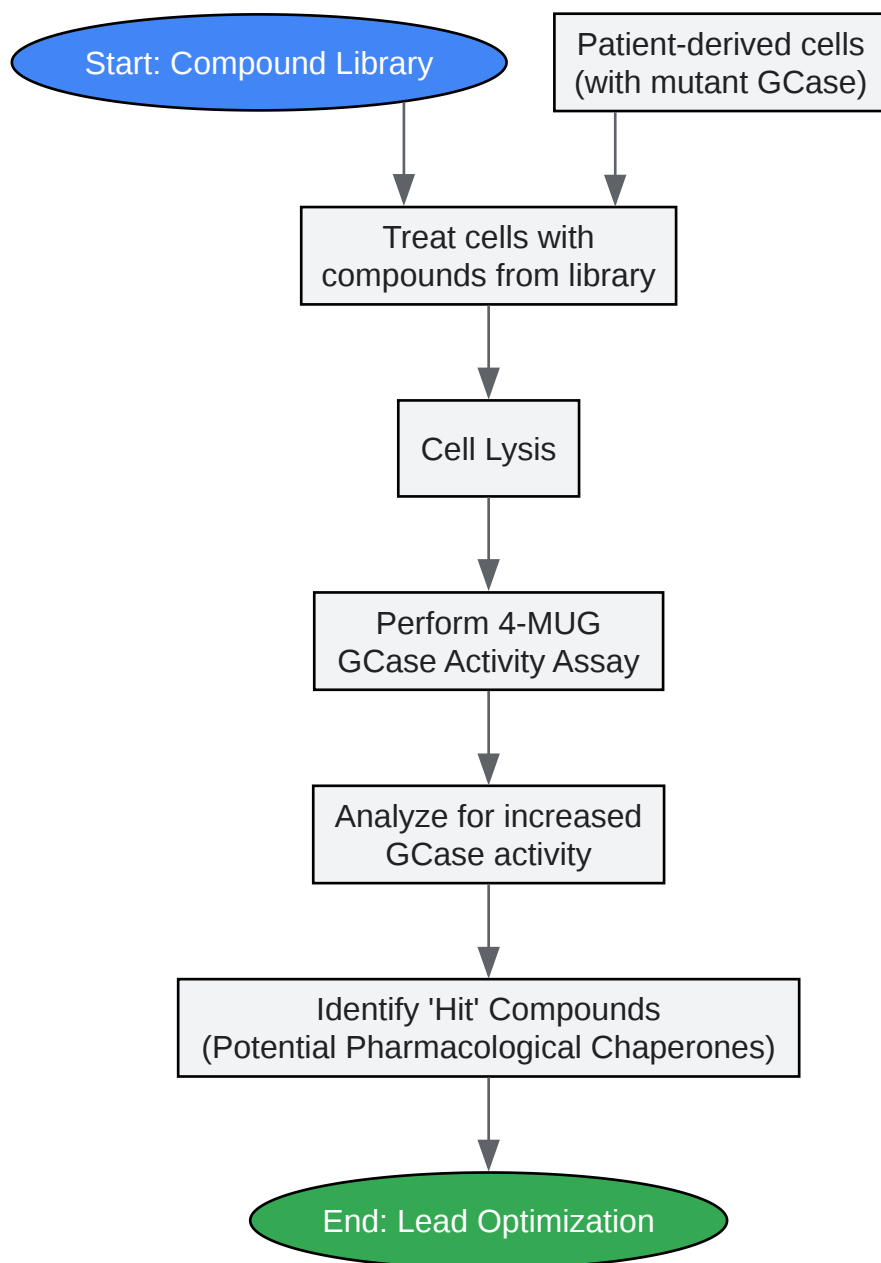 Start: Compound Library
Patient-derived cells
(with mutant GCase)
Treat cells with
compounds from library
Cell Lysis
Perform 4-MUG
GCase Activity Assay
Analyze for increased
GCase activity
Identify 'Hit' Compounds
(Potential Pharmacological Chaperones)
End: Lead Optimization